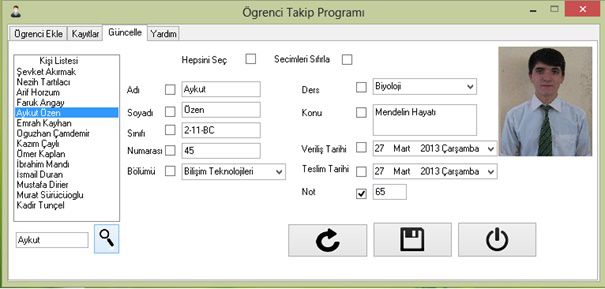 Ögrenci Takip Programı
Ögrenci Ekle Kayıtlar Güncelle Yardım
Kişi Listesi
Şevket Akırmak
Nezih Tartılacı
Arif Horzum
Faruk Angay
Aykut Özen
Emrah Kayhan
Oguzhan Çamdemir
Kazım Çaylı
Ömer Kaplan
İbrahim Mandı
İsmail Duran
Mustafa Dirier
Murat Sürücüoglu
Kadir Tunçel
Aykut
Hepsini Seç Secimleri Sıfırla
Adı Aykut
Soyadı Özen
Sınıfı 2-11-BC
Numarası 45
Bölümü Bilişim Teknolojileri
Ders Biyoloji
Konu Mendelin Hayatı
Veriliş Tarihi 27 Mart 2013 Çarşamba
Teslim Tarihi 27 Mart 2013 Çarşamba
Not 65